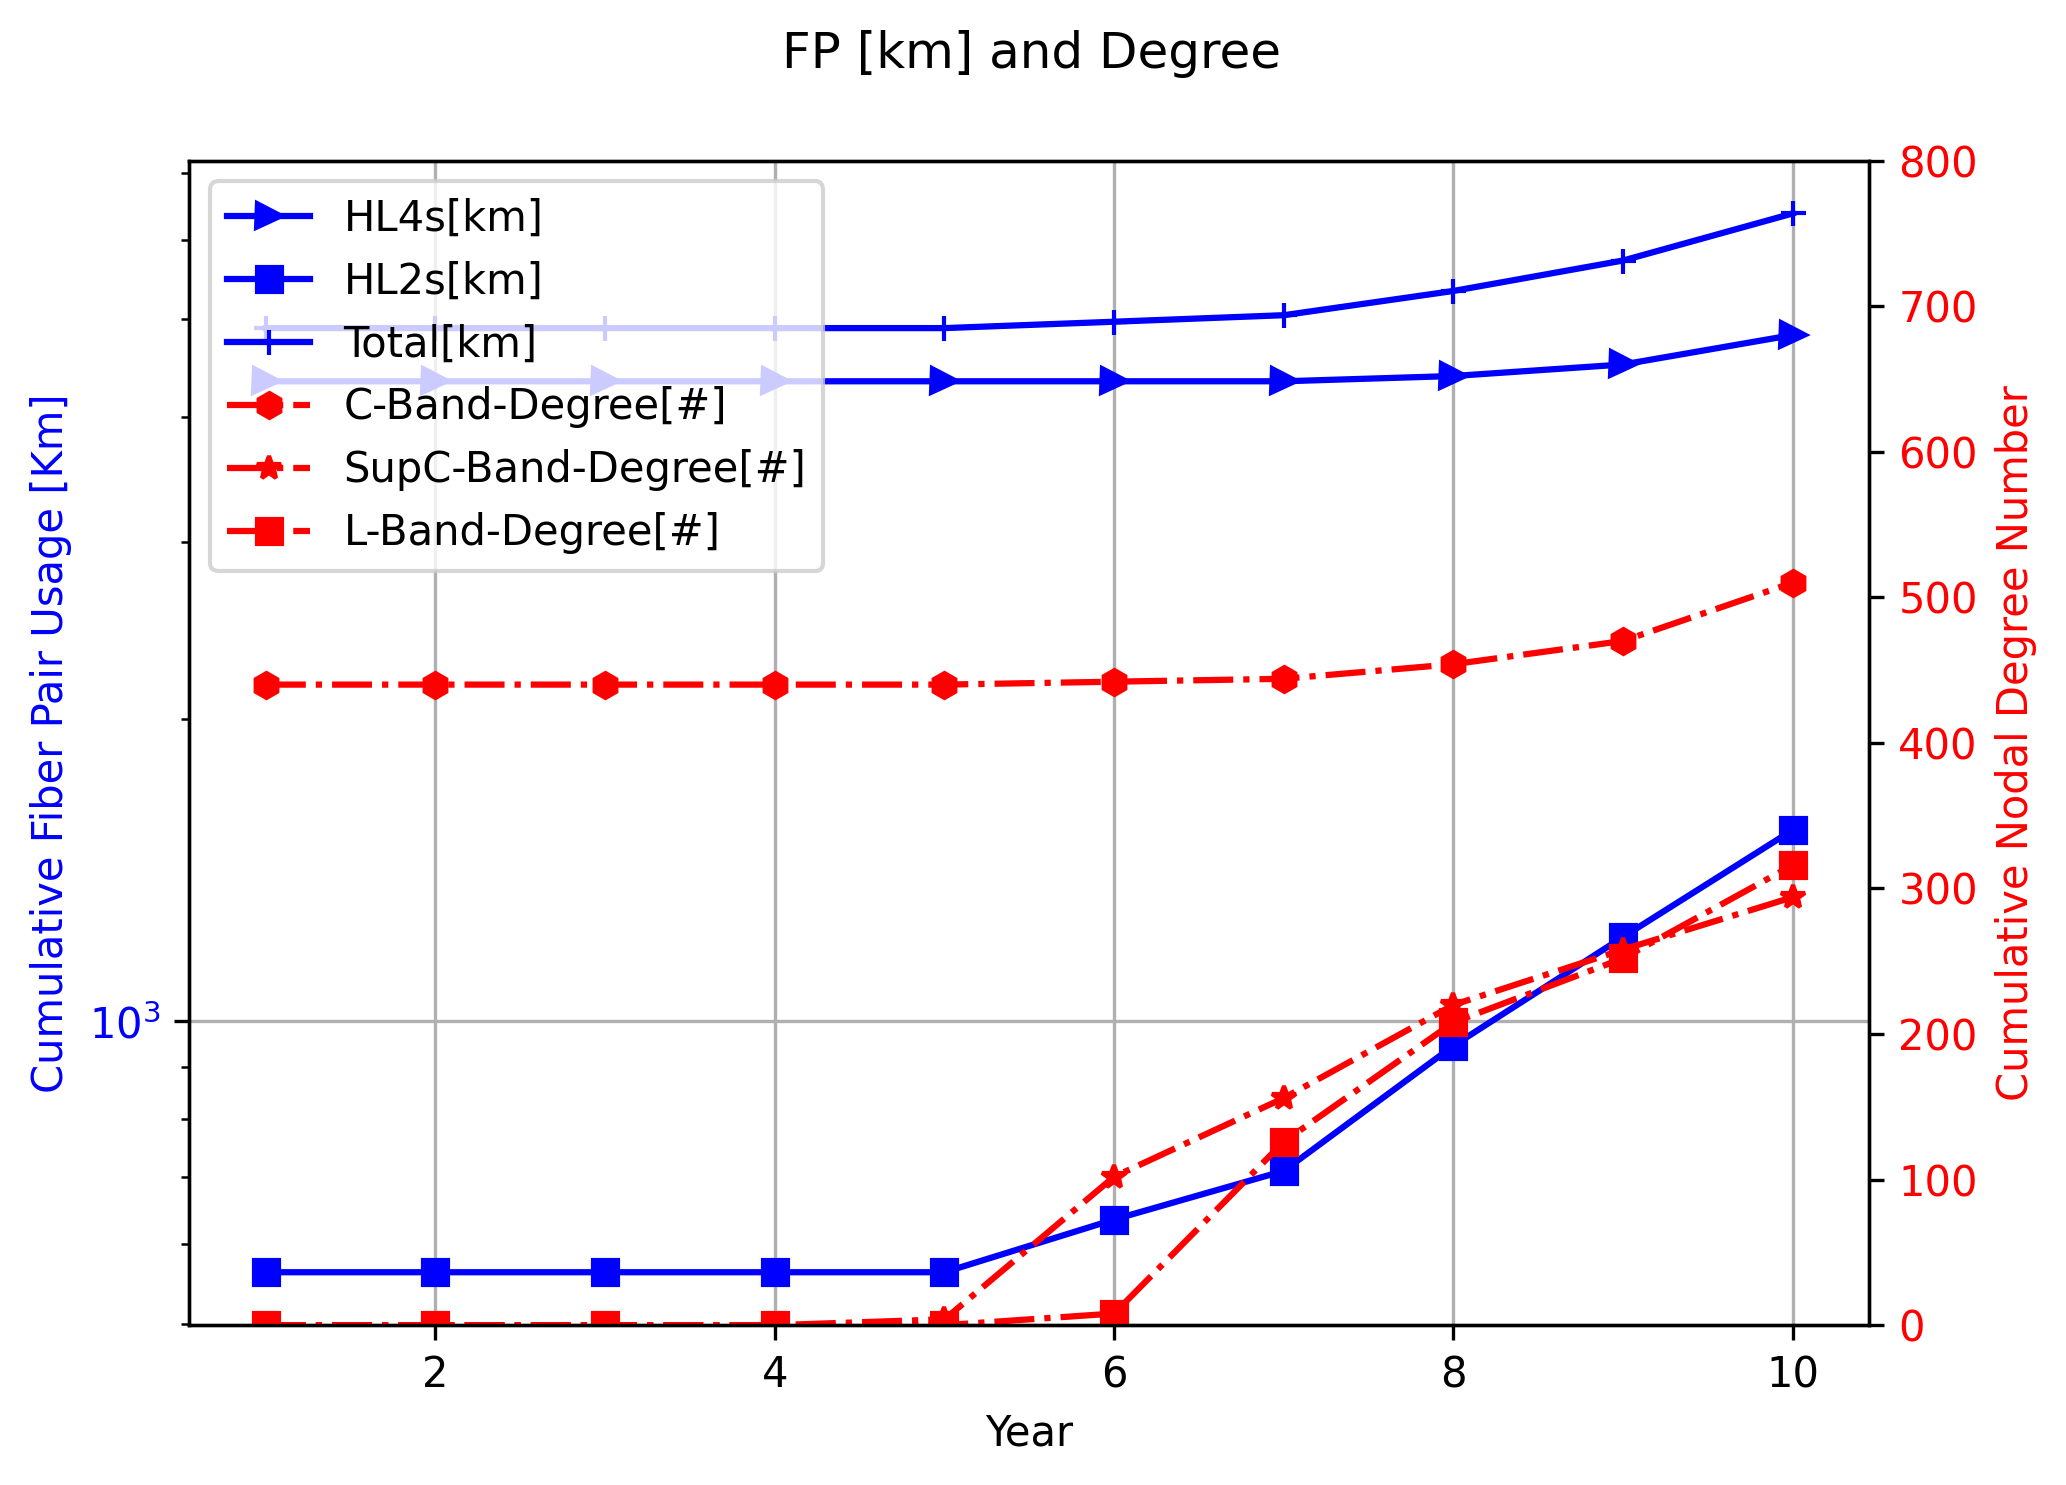 FP [km] and Degree
HL4s[km]
HL2s[km]
Total[km]
C-Band-Degree[#]
SupC-Band-Degree[#]
L-Band-Degree[#]
Cumulative Fiber Pair Usage [Km]
10³
800
700
600
500
400
300
200
100
0
Cumulative Nodal Degree Number
2 4 6 8 10
Year